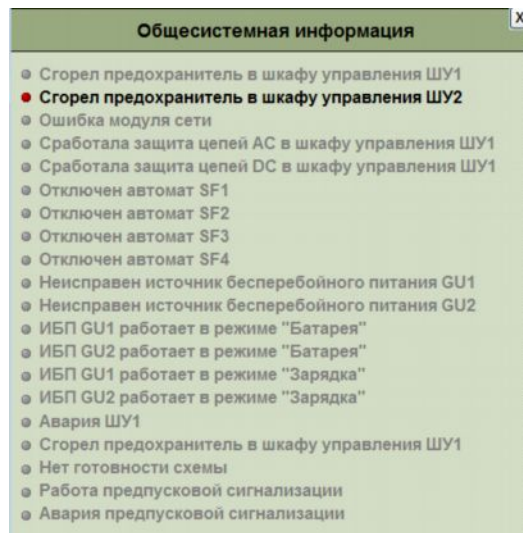 Общесистемная информация
X
Сгорел предохранитель в шкафу управления ШУ1
Сгорел предохранитель в шкафу управления ШУ2
Ошибка модуля сети
Сработала защита цепей АС в шкафу управления ШУ1
Сработала защита цепей DC в шкафу управления ШУ1
Отключен автомат SF1
Отключен автомат SF2
Отключен автомат SF3
Отключен автомат SF4
Неисправен источник бесперебойного питания GU1
Неисправен источник бесперебойного питания GU2
ИБП GU1 работает в режиме "Батарея"
ИБП GU2 работает в режиме "Батарея"
ИБП GU1 работает в режиме "Зарядка"
ИБП GU2 работает в режиме "Зарядка"
Авария ШУ1
Сгорел предохранитель в шкафу управления ШУ1
Нет готовности схемы
Работа предпусковой сигнализации
Авария предпусковой сигнализации